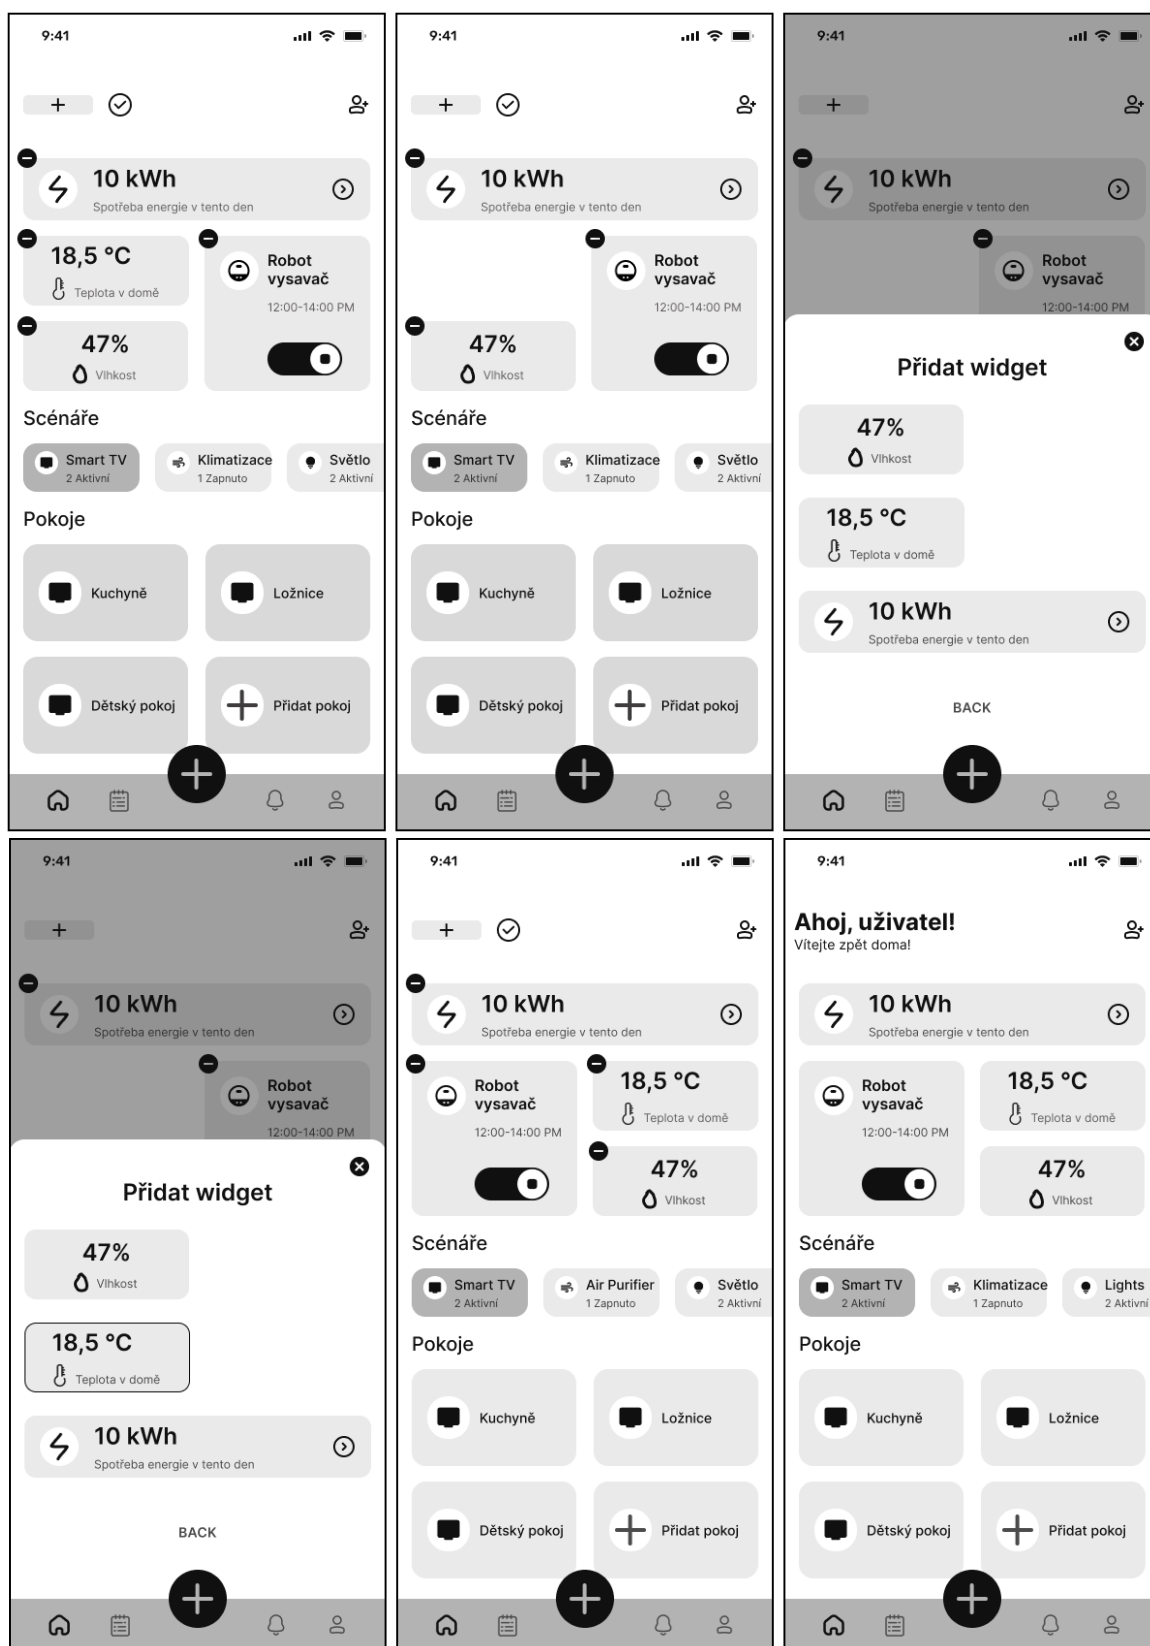 9:41
10 kWh
Spotřeba energie v tento den
18,5 °C
Teplota v domě
Robot
vysavač
12:00-14:00 PM
47%
Vlhkost
Scénáře
Smart TV
2 Aktivní
Klimatizace
1 Zapnuto
Světlo
2 Aktivní
Pokoje
Kuchyně
Ložnice
Dětský pokoj
Přidat pokoj
9:41
10 kWh
Spotřeba energie v tento den
Robot
vysavač
12:00-14:00 PM
47%
Vlhkost
Scénáře
Smart TV
2 Aktivní
Klimatizace
1 Zapnuto
Světlo
2 Aktivní
Pokoje
Kuchyně
Ložnice
Dětský pokoj
Přidat pokoj
9:41
10 kWh
Spotřeba energie v tento den
Robot
vysavač
12:00-14:00 PM
Přidat widget
47%
Vlhkost
18,5 °C
Teplota v domě
10 kWh
Spotřeba energie v tento den
BACK
9:41
10 kWh
Spotřeba energie v tento den
Robot
vysavač
12:00-14:00 PM
Přidat widget
47%
Vlhkost
18,5 °C
Teplota v domě
10 kWh
Spotřeba energie v tento den
BACK
9:41
10 kWh
Spotřeba energie v tento den
Robot
vysavač
12:00-14:00 PM
18,5 °C
Teplota v domě
47%
Vlhkost
Scénáře
Smart TV
2 Aktivní
Air Purifier
1 Zapnuto
Světlo
2 Aktivní
Pokoje
Kuchyně
Ložnice
Dětský pokoj
Přidat pokoj
9:41
Ahoj, uživatel!
Vítejte zpět doma!
10 kWh
Spotřeba energie v tento den
Robot
vysavač
12:00-14:00 PM
18,5 °C
Teplota v domě
47%
Vlhkost
Scénáře
Smart TV
2 Aktivní
Klimatizace
1 Zapnuto
Lights
2 Aktivní
Pokoje
Kuchyně
Ložnice
Dětský pokoj
Přidat pokoj